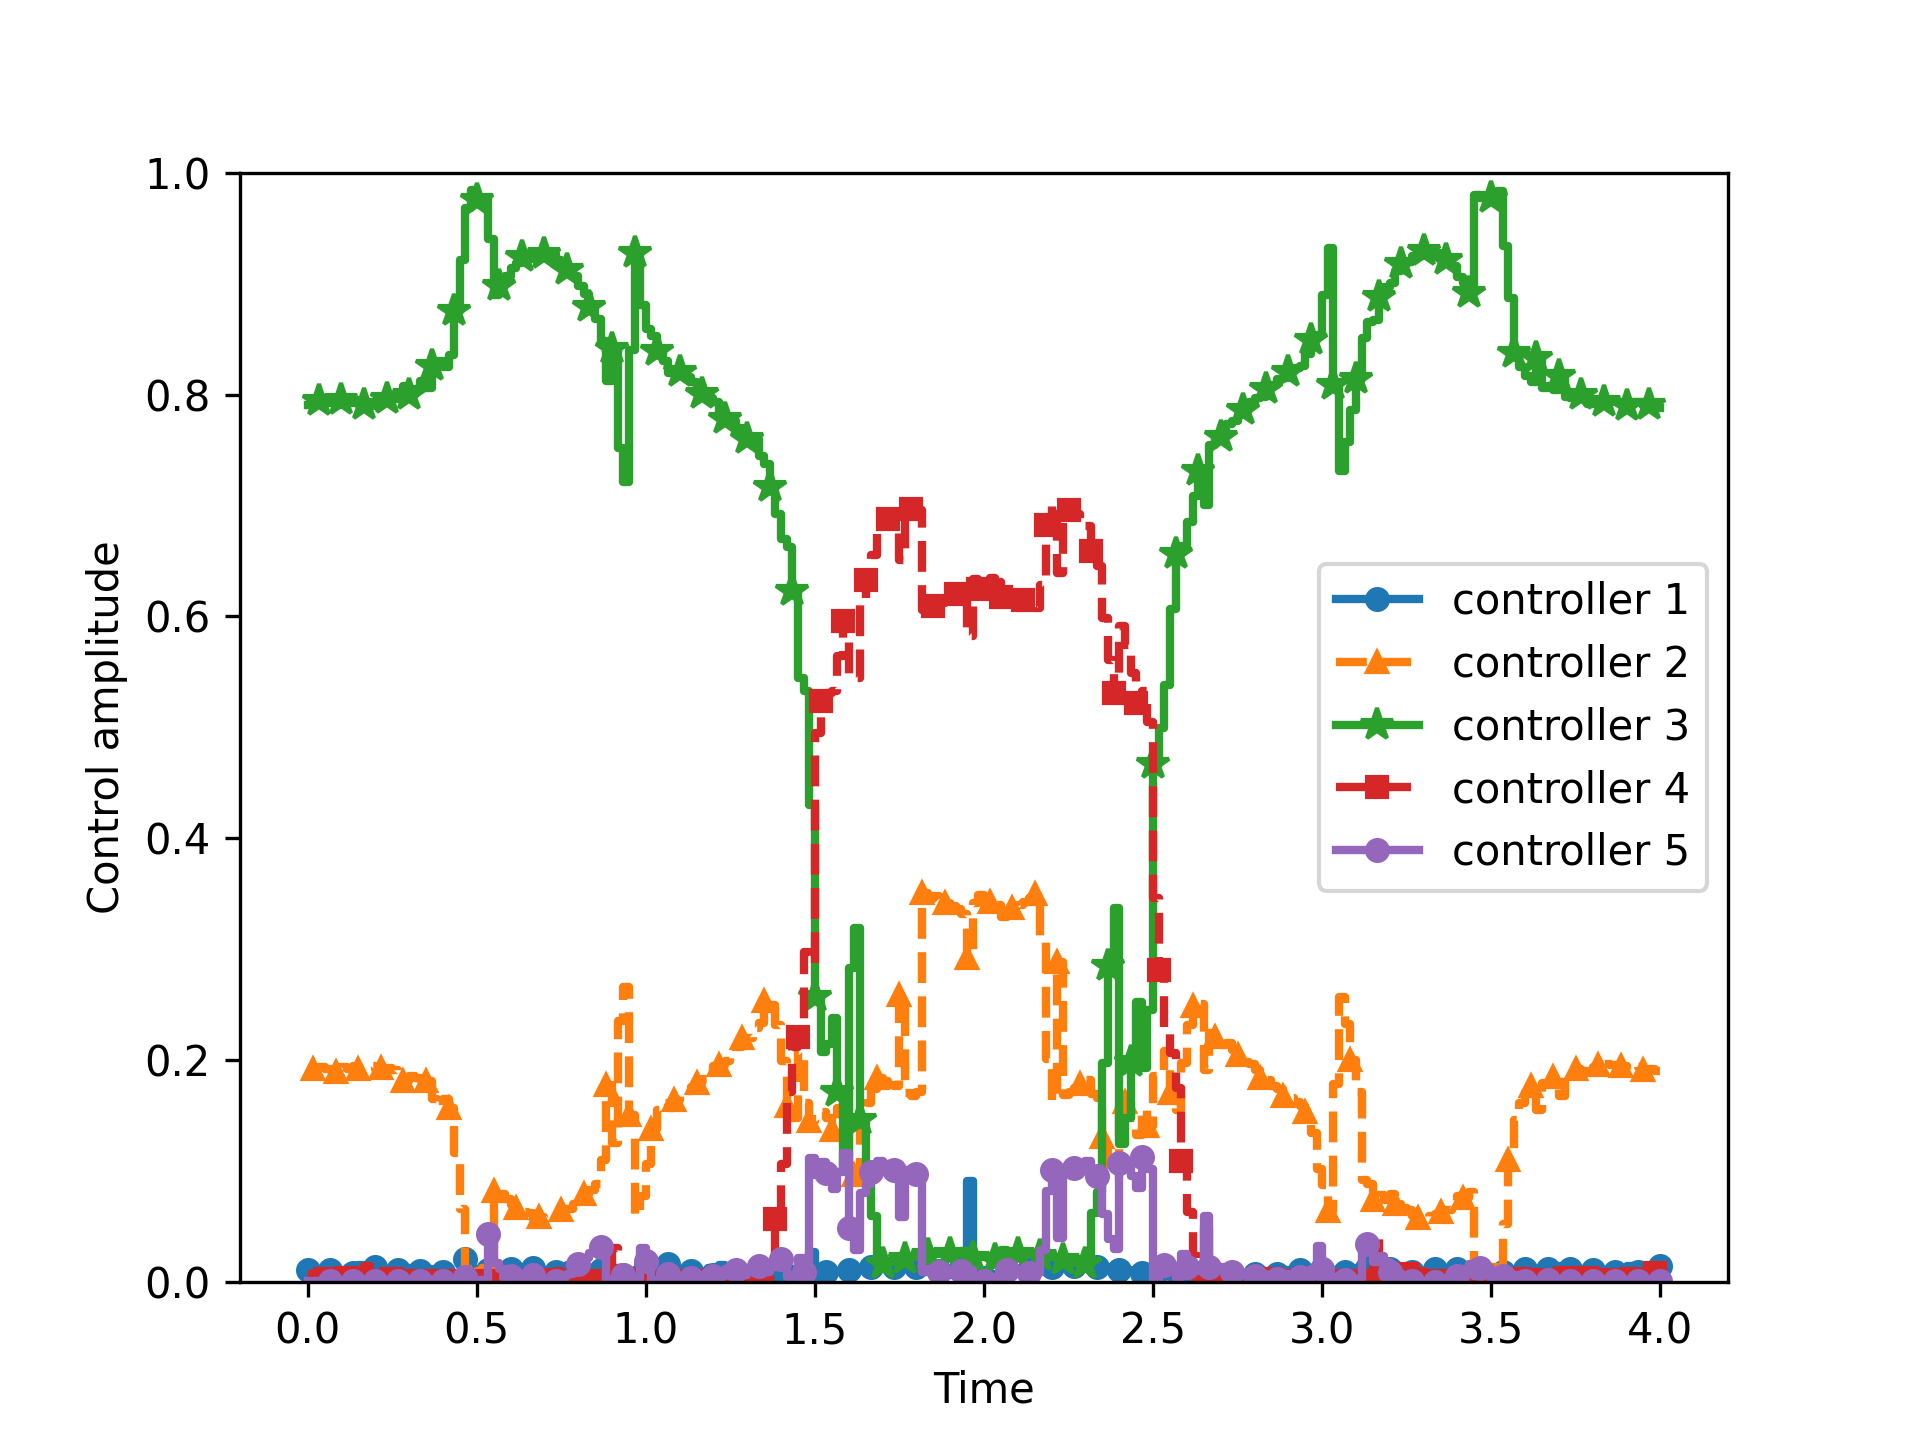 1.0
0.8
0.6
0.4
0.2
0.0
Control amplitude
controller 1
controller 2
controller 3
controller 4
controller 5
0.0 0.5 1.0 1.5 2.0 2.5 3.0 3.5 4.0
Time